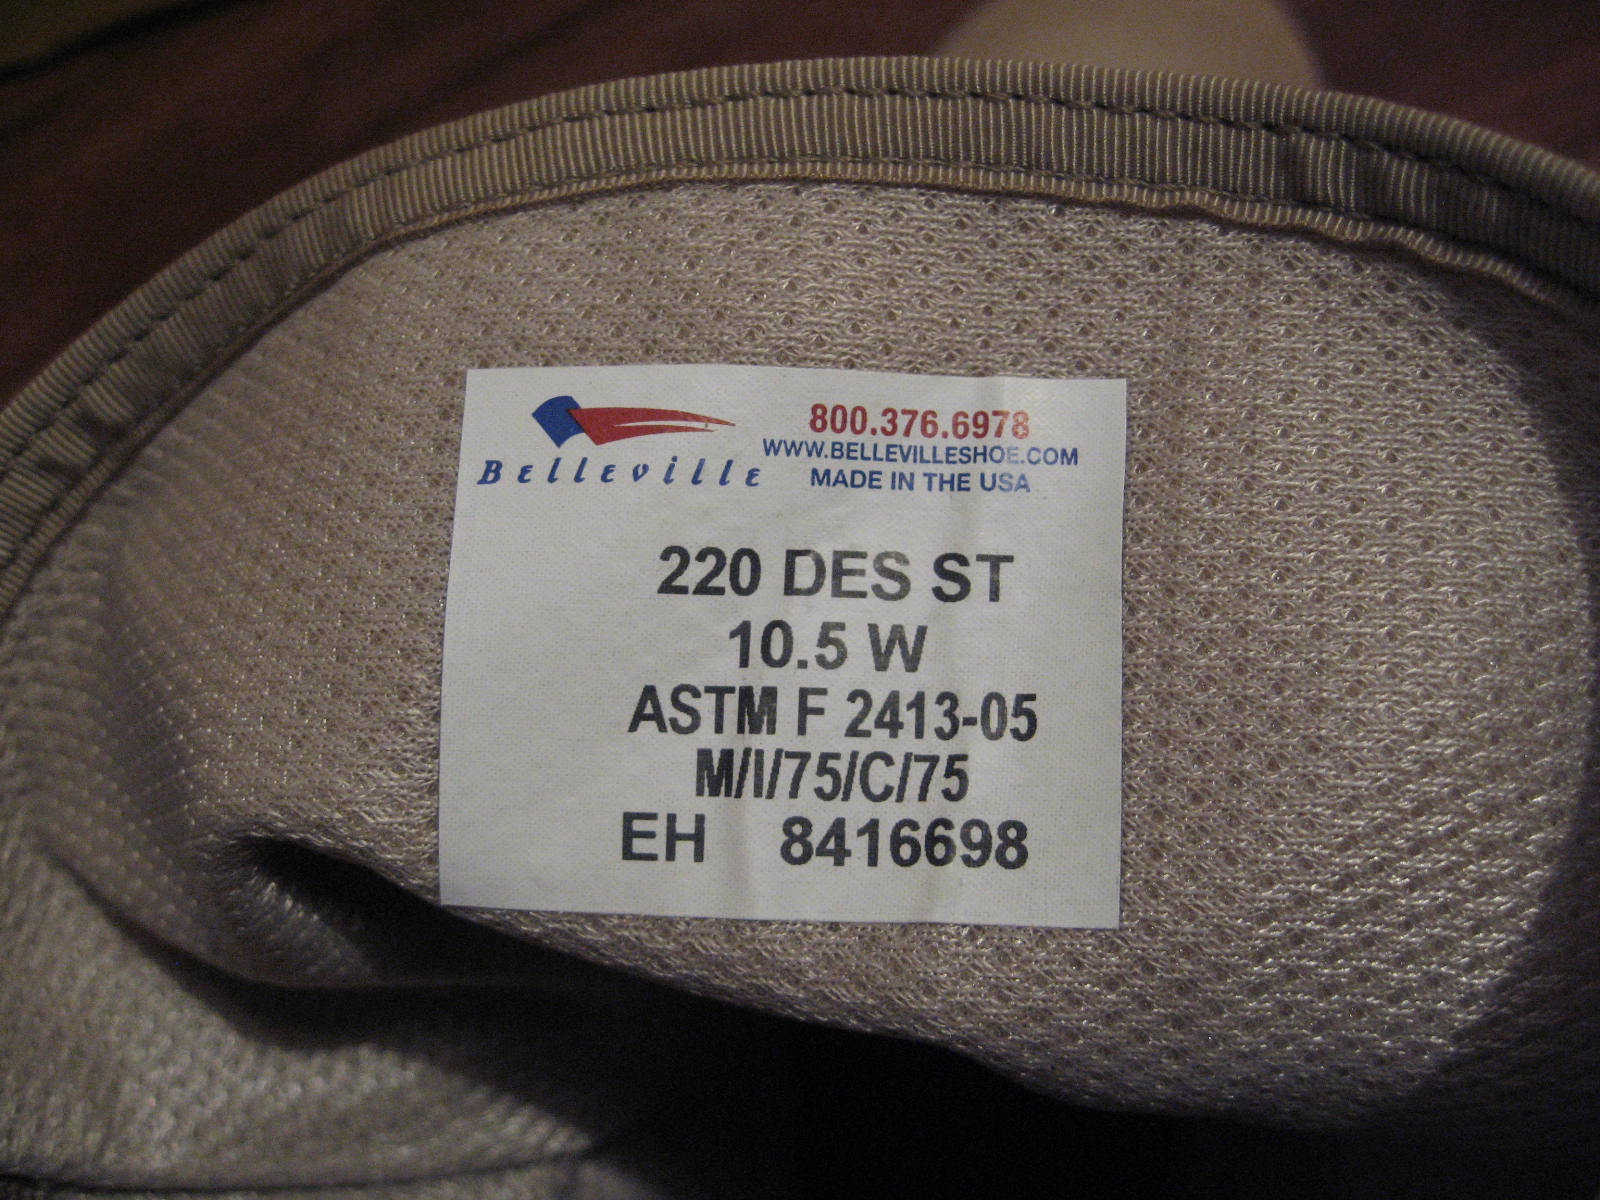 Belleville
800.376.6978
WWW.BELLEVILLESHOE.COM
MADE IN THE USA
220 DES ST
10.5 W
ASTM F 2413-05
M/I/75/C/75
EH 8416698